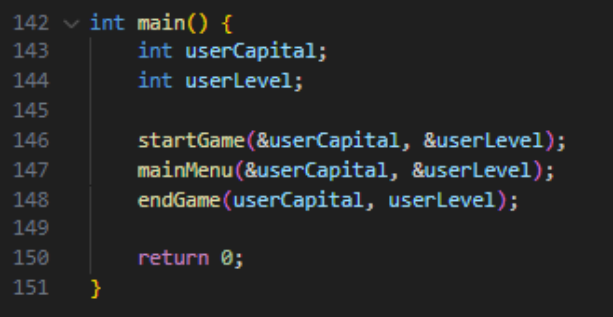 142 int main() {
143 int userCapital;
144 int userLevel;
145
146 startGame(&userCapital, &userLevel);
147 mainMenu(&userCapital, &userLevel);
148 endGame(userCapital, userLevel);
149
150 return 0;
151 }